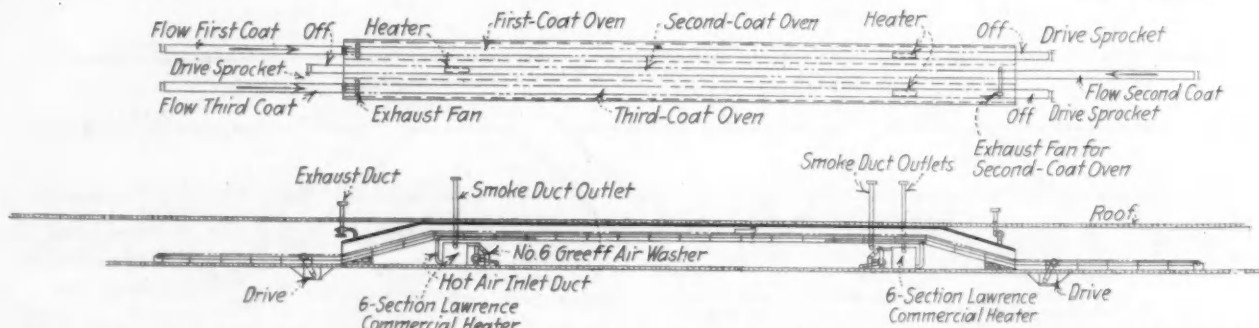 Flow First Coat
Off
Heater
First-Coat Oven
Second-Coat Oven
Heater
Off
Drive Sprocket
Drive Sprocket
Flow Third Coat
Exhaust Fan
Third-Coat Oven
Off
Flow Second Coat
Drive Sprocket
Exhaust Fan for
Second-Coat Oven
Exhaust Duct
Smoke Duct Outlet
Smoke Duct Outlets
Roof
No.6 Greeff Air Washer
Hot Air Inlet Duct
Drive
6-Section Lawrence
Commercial Heater
6-Section Lawrence
Commercial Heater
Drive